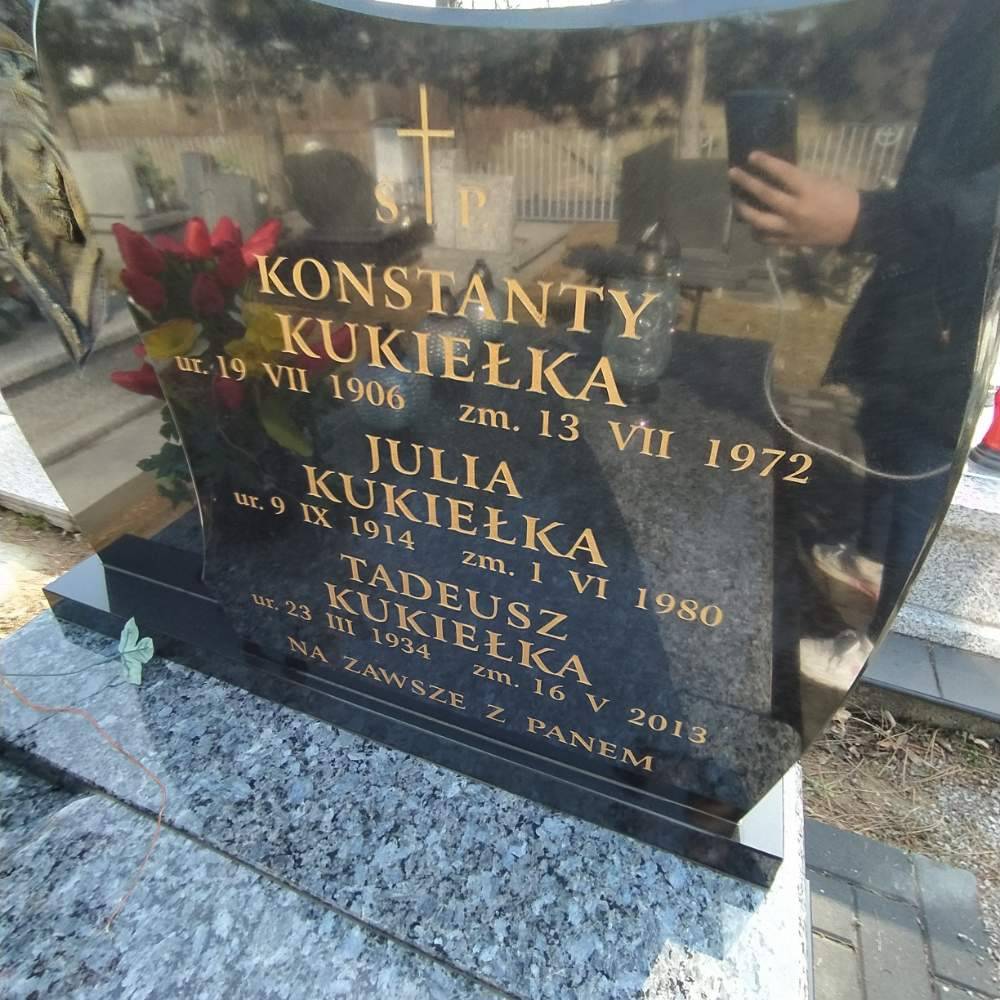 Ś. P.
KONSTANTY
KUKIEŁKA
ur. 19 VII 1906 zm. 13 VII 1972
JULIA
KUKIEŁKA
ur. 9 IX 1914 zm. 1 VI 1980
TADEUSZ
KUKIEŁKA
ur. 23 III 1934 zm. 16 V 2013
NA ZAWSZE Z PANEM